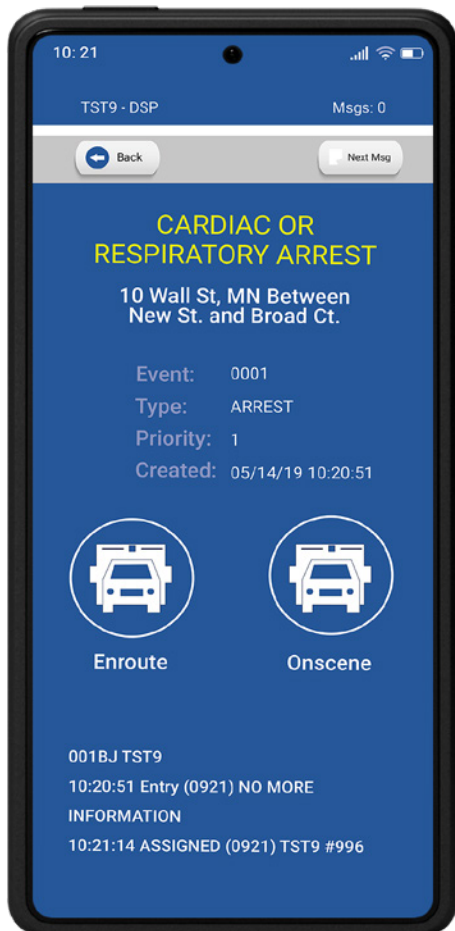 10: 21
TST9 - DSP Msgs: 0
Back Next Msg
CARDIAC OR
RESPIRATORY ARREST
10 Wall St, MN Between
New St. and Broad Ct.
Event: 0001
Type: ARREST
Priority: 1
Created: 05/14/19 10:20:51
Enroute Onscene
001BJ TST9
10:20:51 Entry (0921) NO MORE
INFORMATION
10:21:14 ASSIGNED (0921) TST9 #996